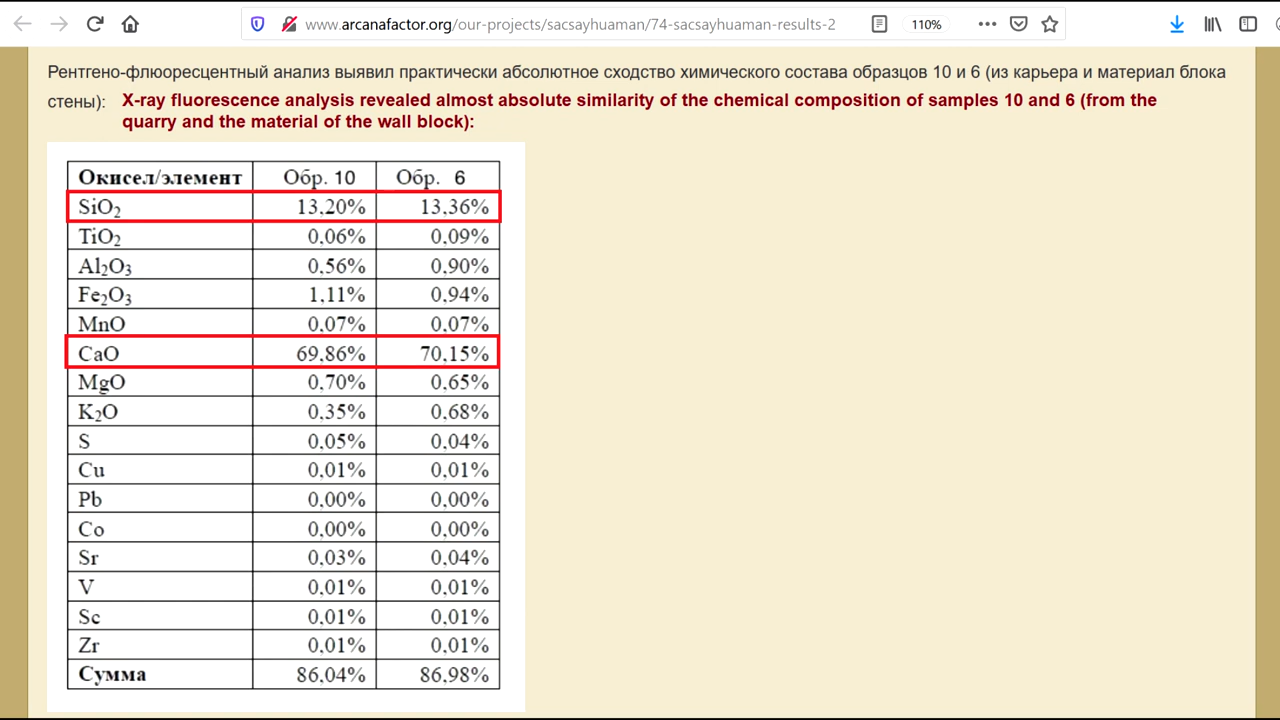 www.arcanafactor.org/our-projects/sacsayhuaman/74-sacsayhuaman-results-2 110%
Рентгено-флюоресцентный анализ выявил практически абсолютное сходство химического состава образцов 10 и 6 (из карьера и материал блока
стены): X-ray fluorescence analysis revealed almost absolute similarity of the chemical composition of samples 10 and 6 (from the
quarry and the material of the wall block):
Окисел/элемент Обр. 10 Обр. 6
SiO₂ 13,20% 13,36%
TiO₂ 0,06% 0,09%
Al₂O₃ 0,56% 0,90%
Fe₂O₃ 1,11% 0,94%
MnO 0,07% 0,07%
CaO 69,86% 70,15%
MgO 0,70% 0,65%
K₂O 0,35% 0,68%
S 0,05% 0,04%
Cu 0,01% 0,01%
Pb 0,00% 0,00%
Co 0,00% 0,00%
Sr 0,03% 0,04%
V 0,01% 0,01%
Sc 0,01% 0,01%
Zr 0,01% 0,01%
Сумма 86,04% 86,98%